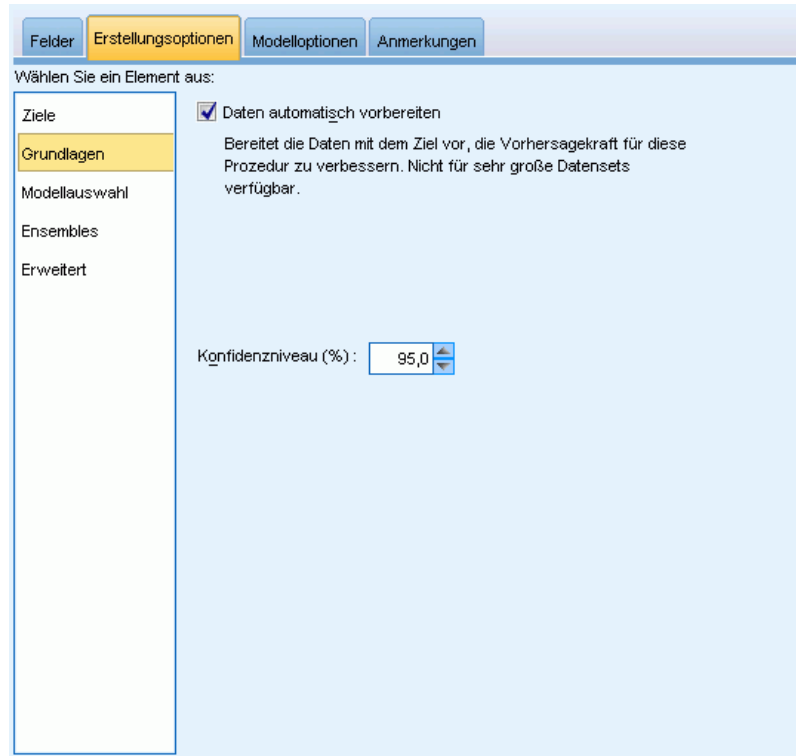 Felder Erstellungsoptionen Modelloptionen Anmerkungen
Wählen Sie ein Element aus:
Ziele
Grundlagen
Modellauswahl
Ensembles
Erweitert
Daten automatisch vorbereiten
Bereitet die Daten mit dem Ziel vor, die Vorhersagekraft für diese
Prozedur zu verbessern. Nicht für sehr große Datensets
verfügbar.
Konfidenzniveau (%) : 95,0